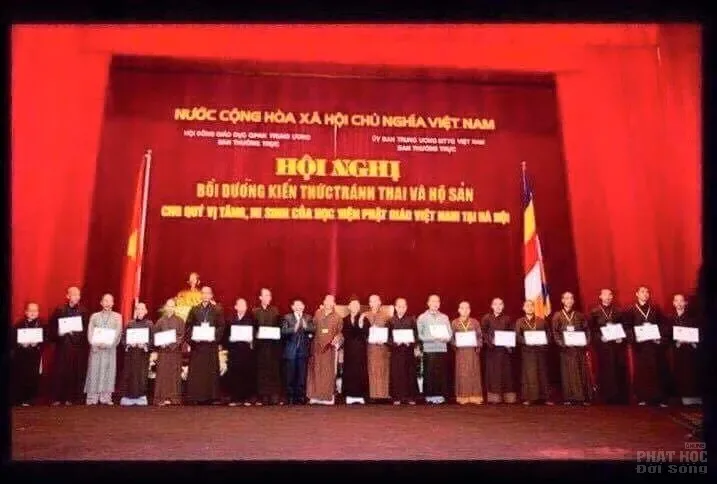 NƯỚC CỘNG HÒA XÃ HỘI CHỦ NGHĨA VIỆT NAM
HỘI ĐỒNG GIÁO DỤC QPAN TRUNG ƯƠNG
BAN THƯỜNG TRỰC
ỦY BAN TRUNG ƯƠNG MTTQ VIỆT NAM
BAN THƯỜNG TRỰC
HỘI NGHỊ
BỒI DƯỠNG KIẾN THỨC TRÁNH THAI VÀ HỘ SẢN
CHO QUÝ VỊ TĂNG, NI SINH CỦA HỌC VIỆN PHẬT GIÁO VIỆT NAM TẠI HÀ NỘI
PHẬT HỌC
Đời Sống